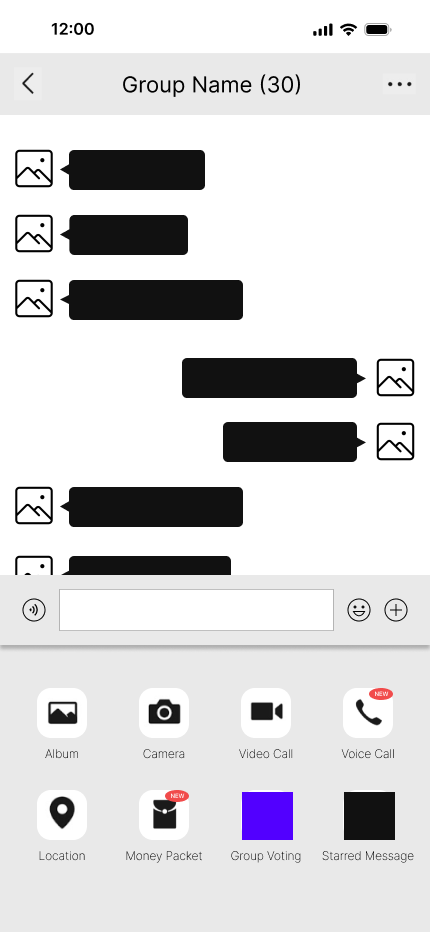 12:00
Group Name (30)
NEW
Album
Camera
Video Call
Voice Call
NEW
Location
Money Packet
Group Voting
Starred Message